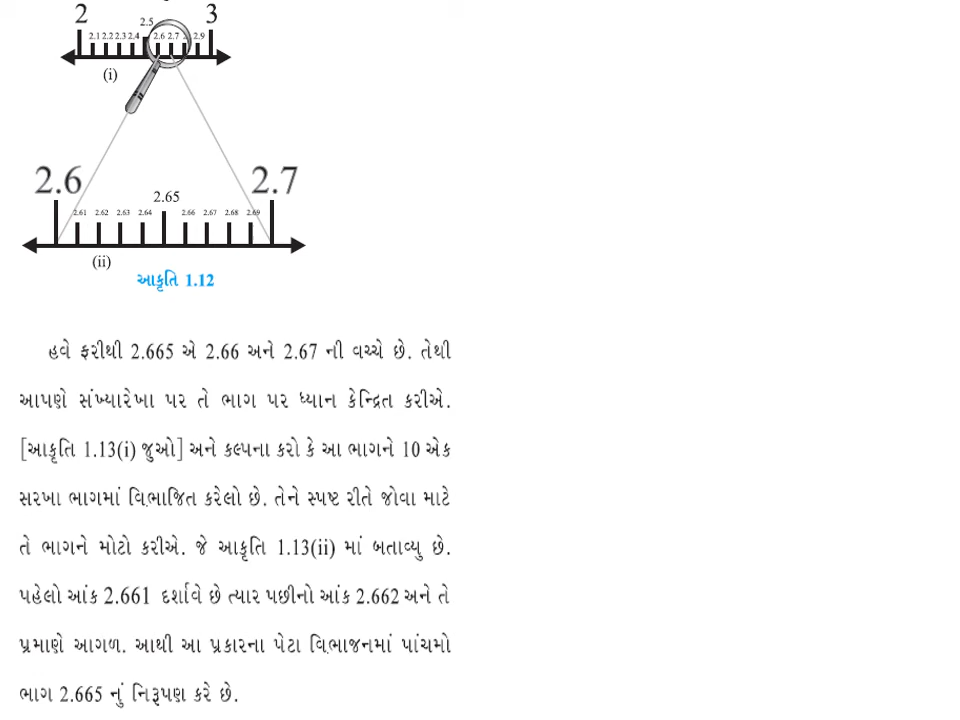 2 3
2.5
2.1 2.2 2.3 2.4 2.6 2.7 2.9
(i)
2.6 2.7
2.65
2.61 2.62 2.63 2.64 2.66 2.67 2.68 2.69
(ii)
આકૃતિ 1.12
હવે ફરીથી 2.665 એ 2.66 અને 2.67 ની વચ્ચે છે. તેથી
આપણે સંખ્યારેખા પર તે ભાગ પર ધ્યાન કેન્દ્રિત કરીએ.
[આકૃતિ 1.13(i) જુઓ] અને કલ્પના કરો કે આ ભાગને 10 એક
સરખા ભાગમાં વિભાજિત કરેલો છે. તેને સ્પષ્ટ રીતે જોવા માટે
તે ભાગને મોટો કરીએ. જે આકૃતિ 1.13(ii) માં બતાવ્યુ છે.
પહેલો આંક 2.661 દર્શાવે છે ત્યાર પછીનો આંક 2.662 અને તે
પ્રમાણે આગળ. આથી આ પ્રકારના પેટા વિભાજનમાં પાંચમો
ભાગ 2.665 નું નિરૂપણ કરે છે.